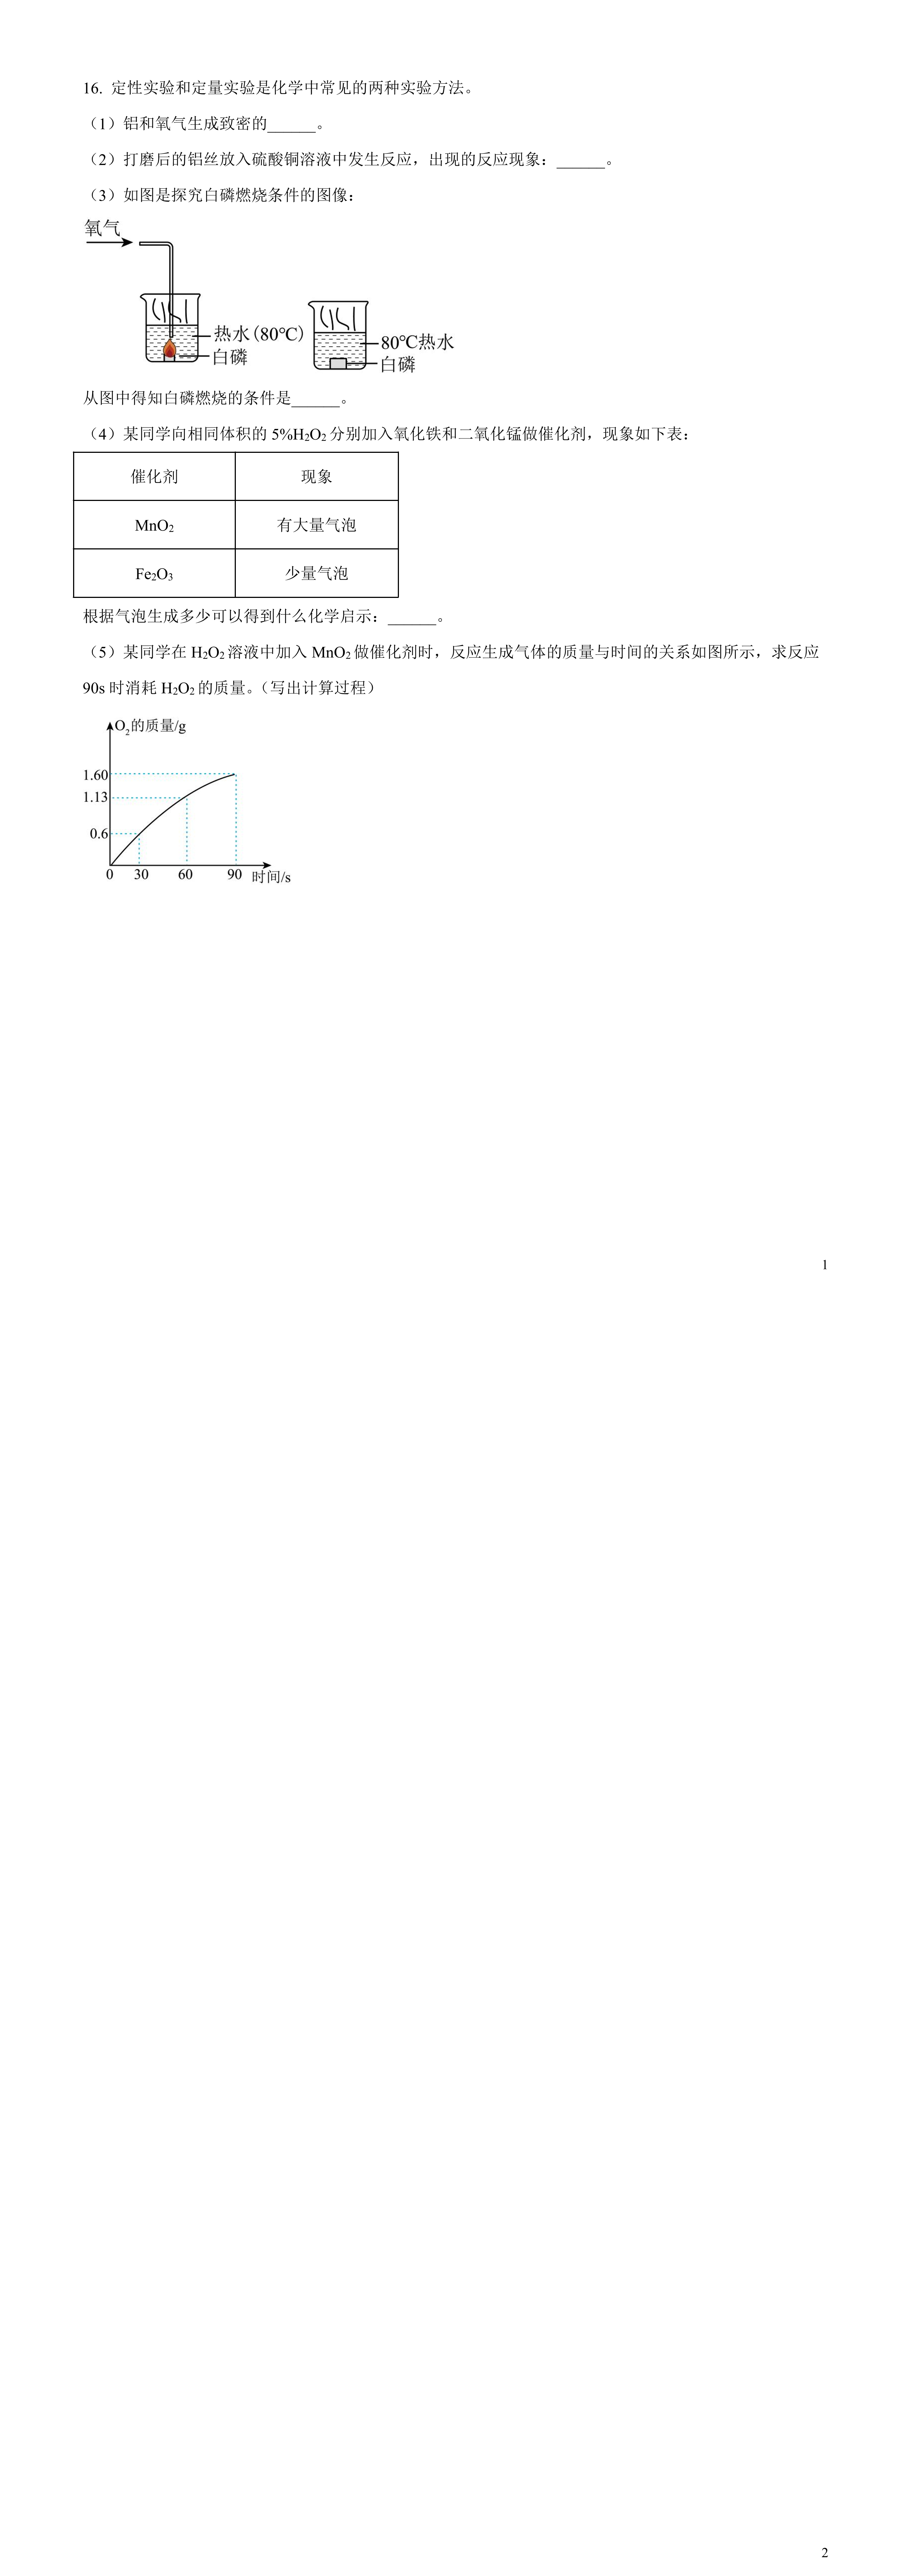 16. 定性实验和定量实验是化学中常见的两种实验方法。
（1）铝和氧气生成致密的______。
（2）打磨后的铝丝放入硫酸铜溶液中发生反应，出现的反应现象：______。
（3）如图是探究白磷燃烧条件的图像：
氧气
热水(80℃)
白磷
80℃热水
白磷
从图中得知白磷燃烧的条件是______。
（4）某同学向相同体积的 5%H₂O₂ 分别加入氧化铁和二氧化锰做催化剂，现象如下表：
催化剂 现象
MnO₂ 有大量气泡
Fe₂O₃ 少量气泡
根据气泡生成多少可以得到什么化学启示：______。
（5）某同学在 H₂O₂ 溶液中加入 MnO₂ 做催化剂时，反应生成气体的质量与时间的关系如图所示，求反应
90s 时消耗 H₂O₂ 的质量。（写出计算过程）
O₂的质量/g
1.60
1.13
0.6
0 30 60 90 时间/s
1
2